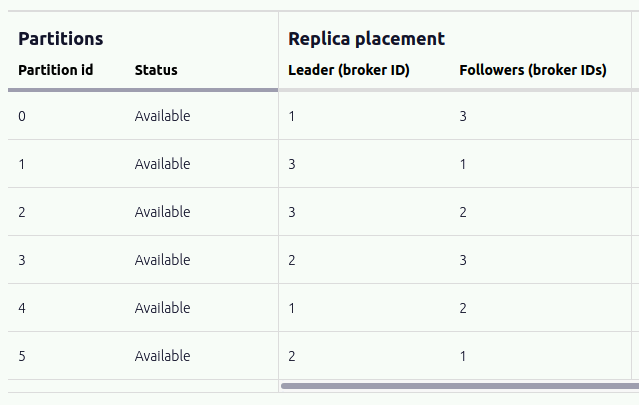 Partitions Replica placement
Partition id Status Leader (broker ID) Followers (broker IDs)
0 Available 1 3
1 Available 3 1
2 Available 3 2
3 Available 2 3
4 Available 1 2
5 Available 2 1